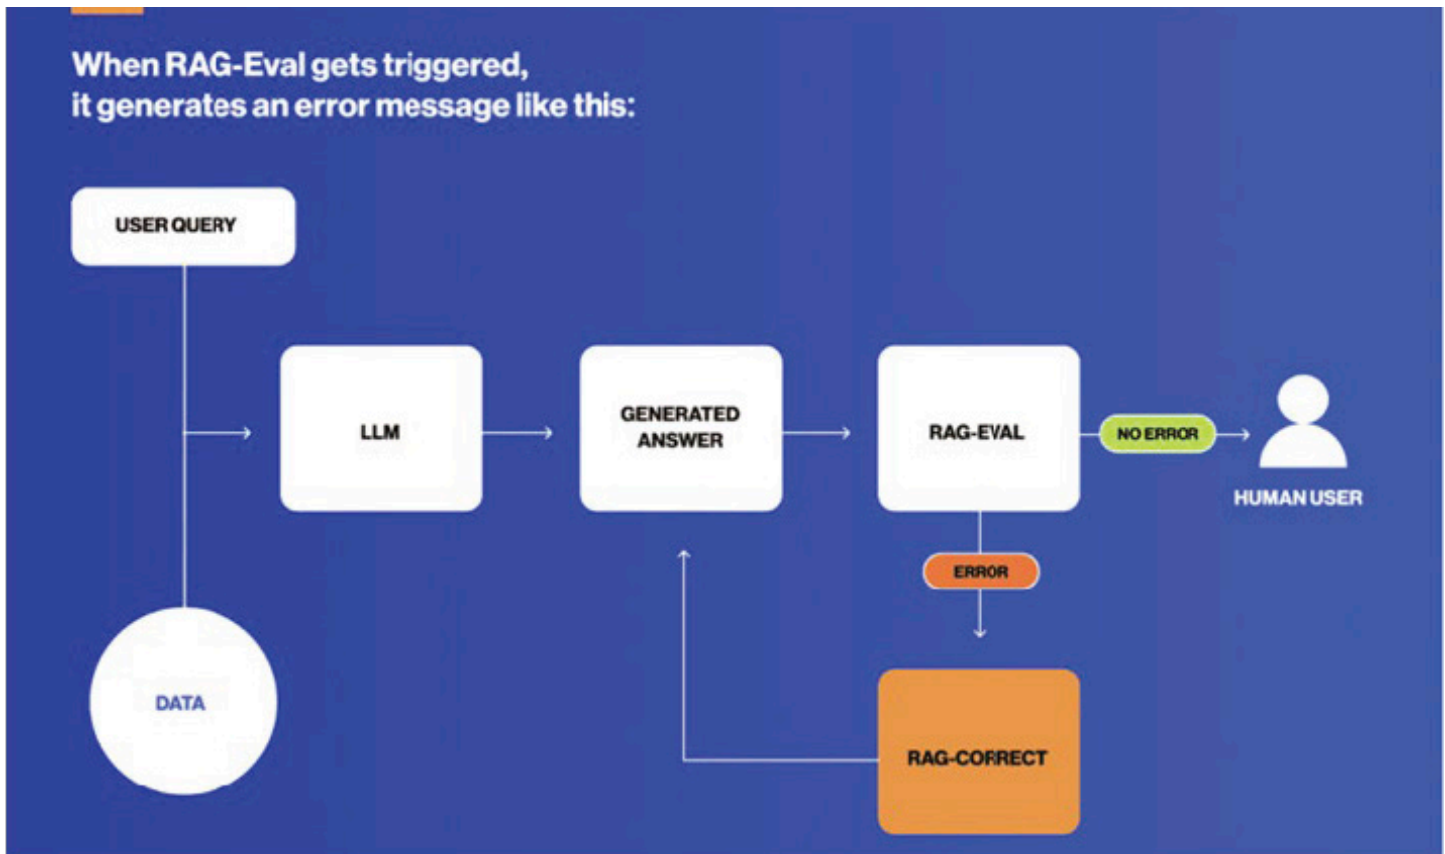 When RAG-Eval gets triggered,
it generates an error message like this:
USER QUERY
LLM
GENERATED
ANSWER
RAG-EVAL
NO ERROR
HUMAN USER
ERROR
DATA
RAG-CORRECT